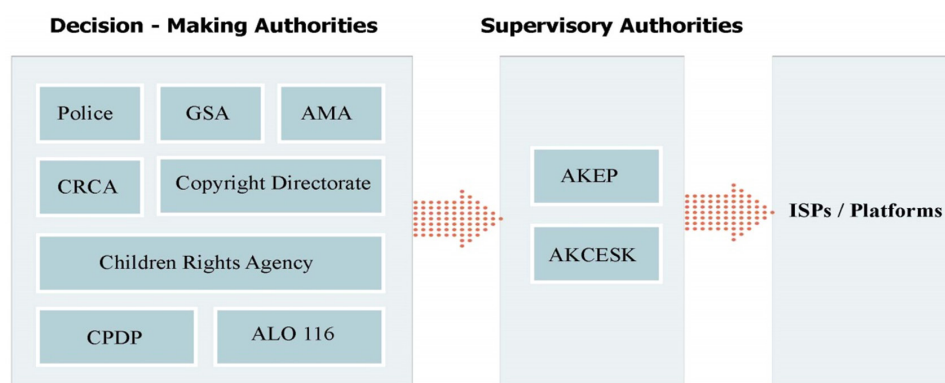 Decision - Making Authorities
Supervisory Authorities
Police
GSA
AMA
CRCA
Copyright Directorate
Children Rights Agency
CPDP
ALO 116
AKEP
AKCESK
ISPs / Platforms